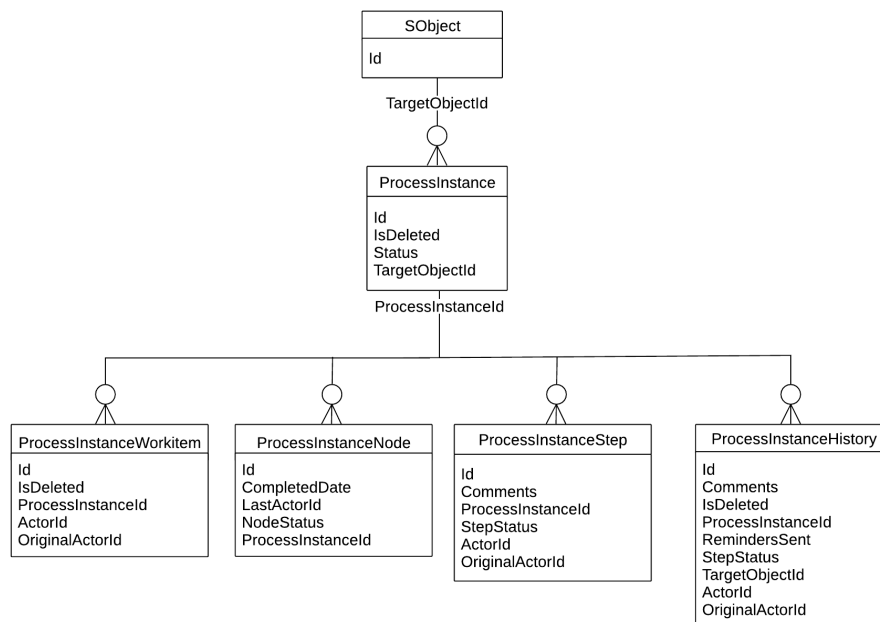 SObject
Id
TargetObjectId
ProcessInstance
Id
IsDeleted
Status
TargetObjectId
ProcessInstanceId
ProcessInstanceWorkitem
Id
IsDeleted
ProcessInstanceId
ActorId
OriginalActorId
ProcessInstanceNode
Id
CompletedDate
LastActorId
NodeStatus
ProcessInstanceId
ProcessInstanceStep
Id
Comments
ProcessInstanceId
StepStatus
ActorId
OriginalActorId
ProcessInstanceHistory
Id
Comments
IsDeleted
ProcessInstanceId
RemindersSent
StepStatus
TargetObjectId
ActorId
OriginalActorId